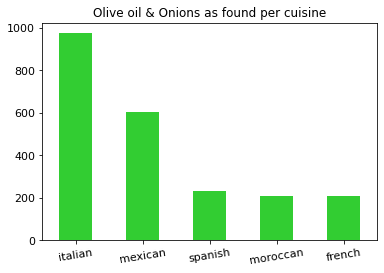 Olive oil & Onions as found per cuisine
1000
800
600
400
200
0
italian
mexican
spanish
moroccan
french